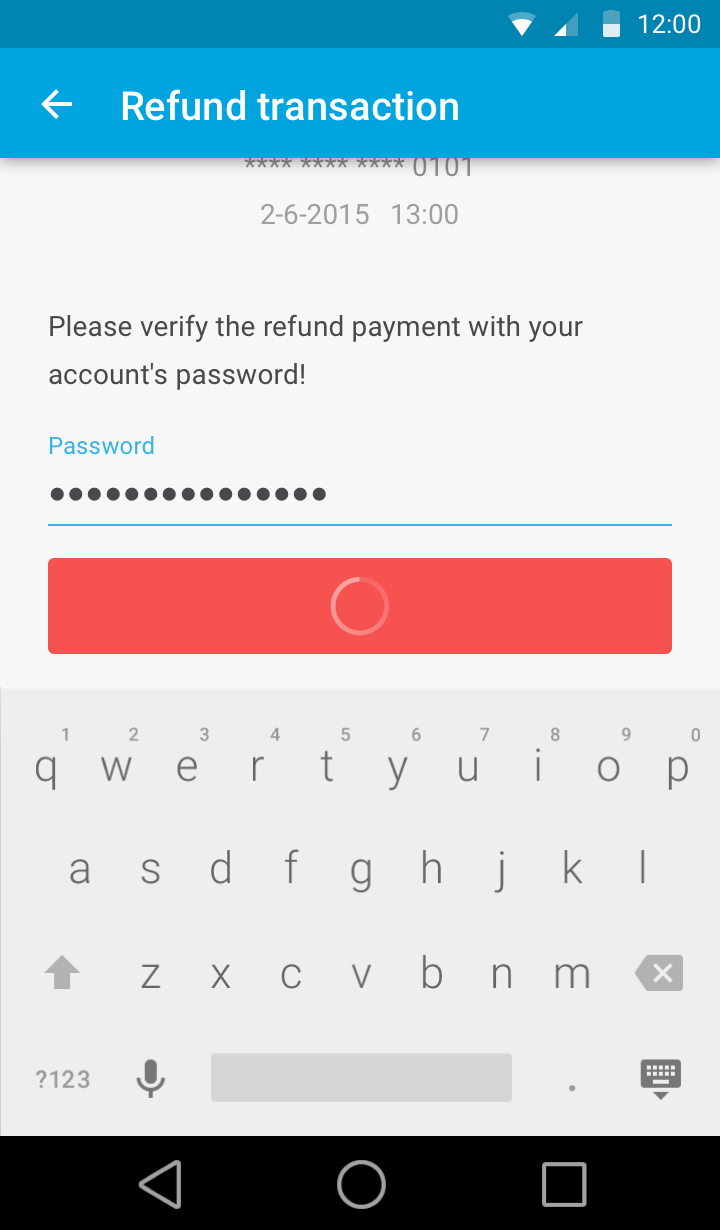 12:00
Refund transaction
**** **** **** 0101
2-6-2015 13:00
Please verify the refund payment with your
account's password!
Password
●●●●●●●●●●●●●●●
1 2 3 4 5 6 7 8 9 0
q w e r t y u i o p
a s d f g h j k l
z x c v b n m
?123 .